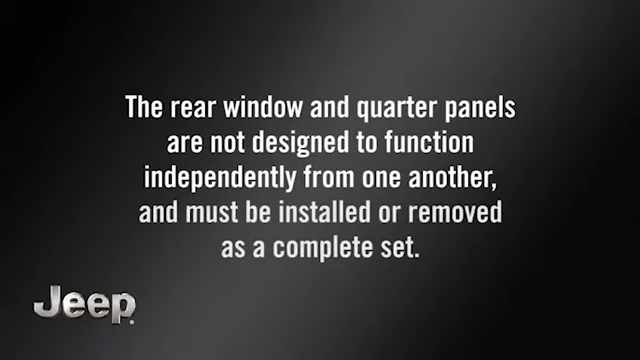 The rear window and quarter panels
are not designed to function
independently from one another,
and must be installed or removed
as a complete set.
Jeep